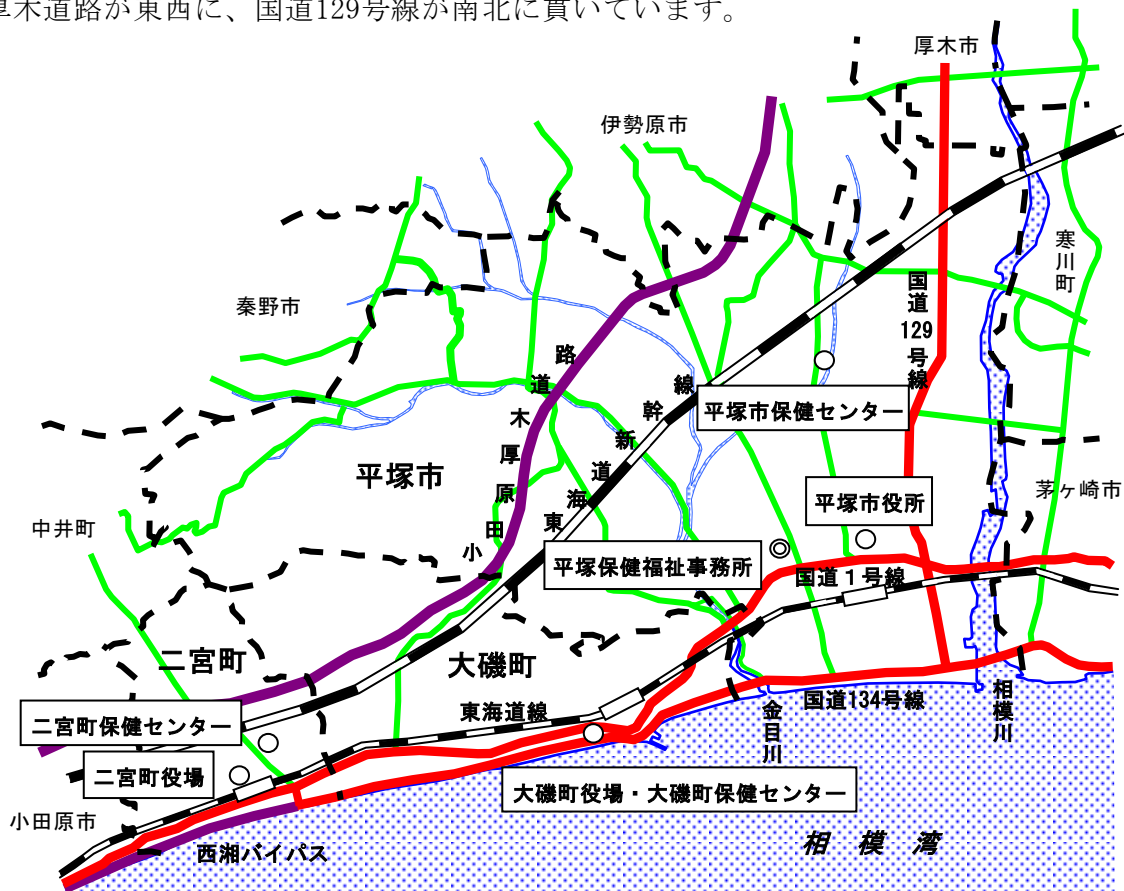 厚木道路が東西に、国道129号線が南北に貫いています。
厚木市
伊勢原市
寒川町
秦野市
国道129号線
小田原厚木道路
東海道新幹線
平塚市保健センター
平塚市
平塚市役所
茅ヶ崎市
中井町
平塚保健福祉事務所
国道１号線
二宮町
大磯町
相模川
国道134号線
金目川
東海道線
二宮町保健センター
二宮町役場
大磯町役場・大磯町保健センター
小田原市
西湘バイパス
相模湾